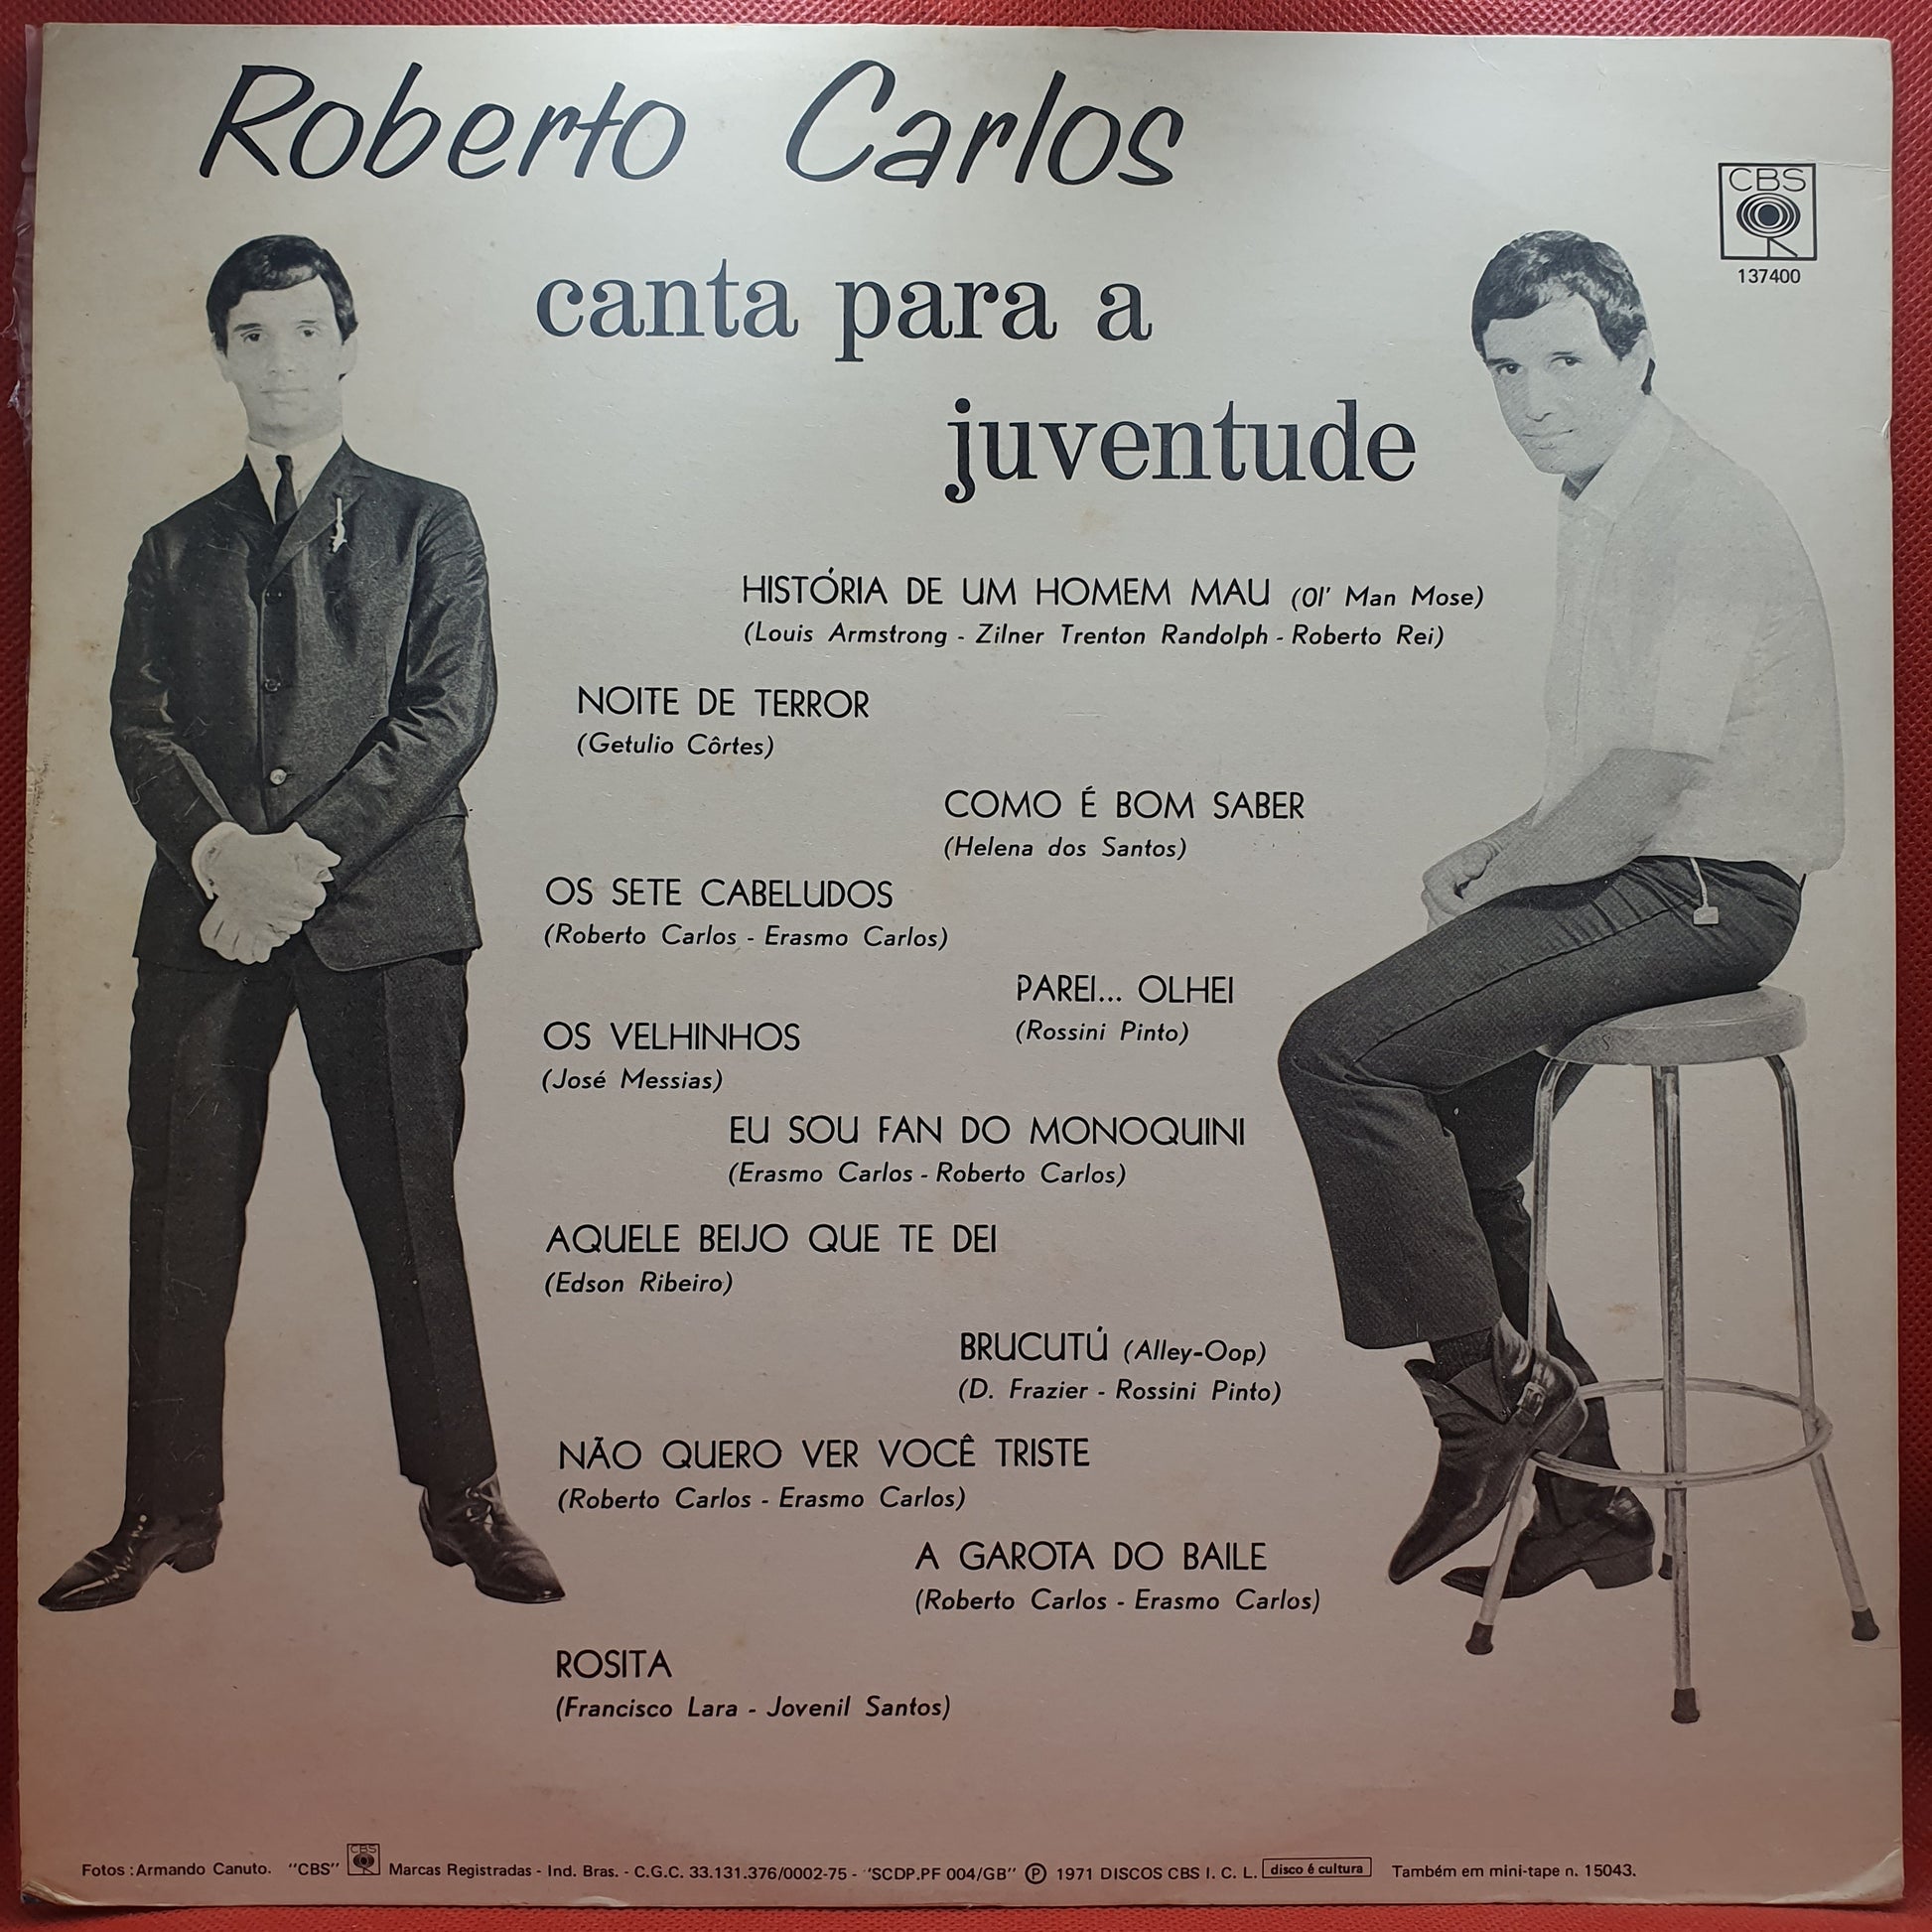 Roberto Carlos
canta para a
juventude
CBS
137400
HISTÓRIA DE UM HOMEM MAU (Ol' Man Mose)
(Louis Armstrong - Zilner Trenton Randolph - Roberto Rei)
NOITE DE TERROR
(Getulio Côrtes)
COMO É BOM SABER
(Helena dos Santos)
OS SETE CABELUDOS
(Roberto Carlos - Erasmo Carlos)
PAREI... OLHEI
(Rossini Pinto)
OS VELHINHOS
(José Messias)
EU SOU FAN DO MONOQUINI
(Erasmo Carlos - Roberto Carlos)
AQUELE BEIJO QUE TE DEI
(Edson Ribeiro)
BRUCUTÚ (Alley-Oop)
(D. Frazier - Rossini Pinto)
NÃO QUERO VER VOCÊ TRISTE
(Roberto Carlos - Erasmo Carlos)
A GAROTA DO BAILE
(Roberto Carlos - Erasmo Carlos)
ROSITA
(Francisco Lara - Jovenil Santos)
Fotos : Armando Canuto. "CBS" CBS Marcas Registradas - Ind. Bras. - C.G.C. 33.131.376/0002-75 - "SCDP.PF 004/GB" Ⓟ 1971 DISCOS CBS I. C. L. disco é cultura Também em mini-tape n. 15043.